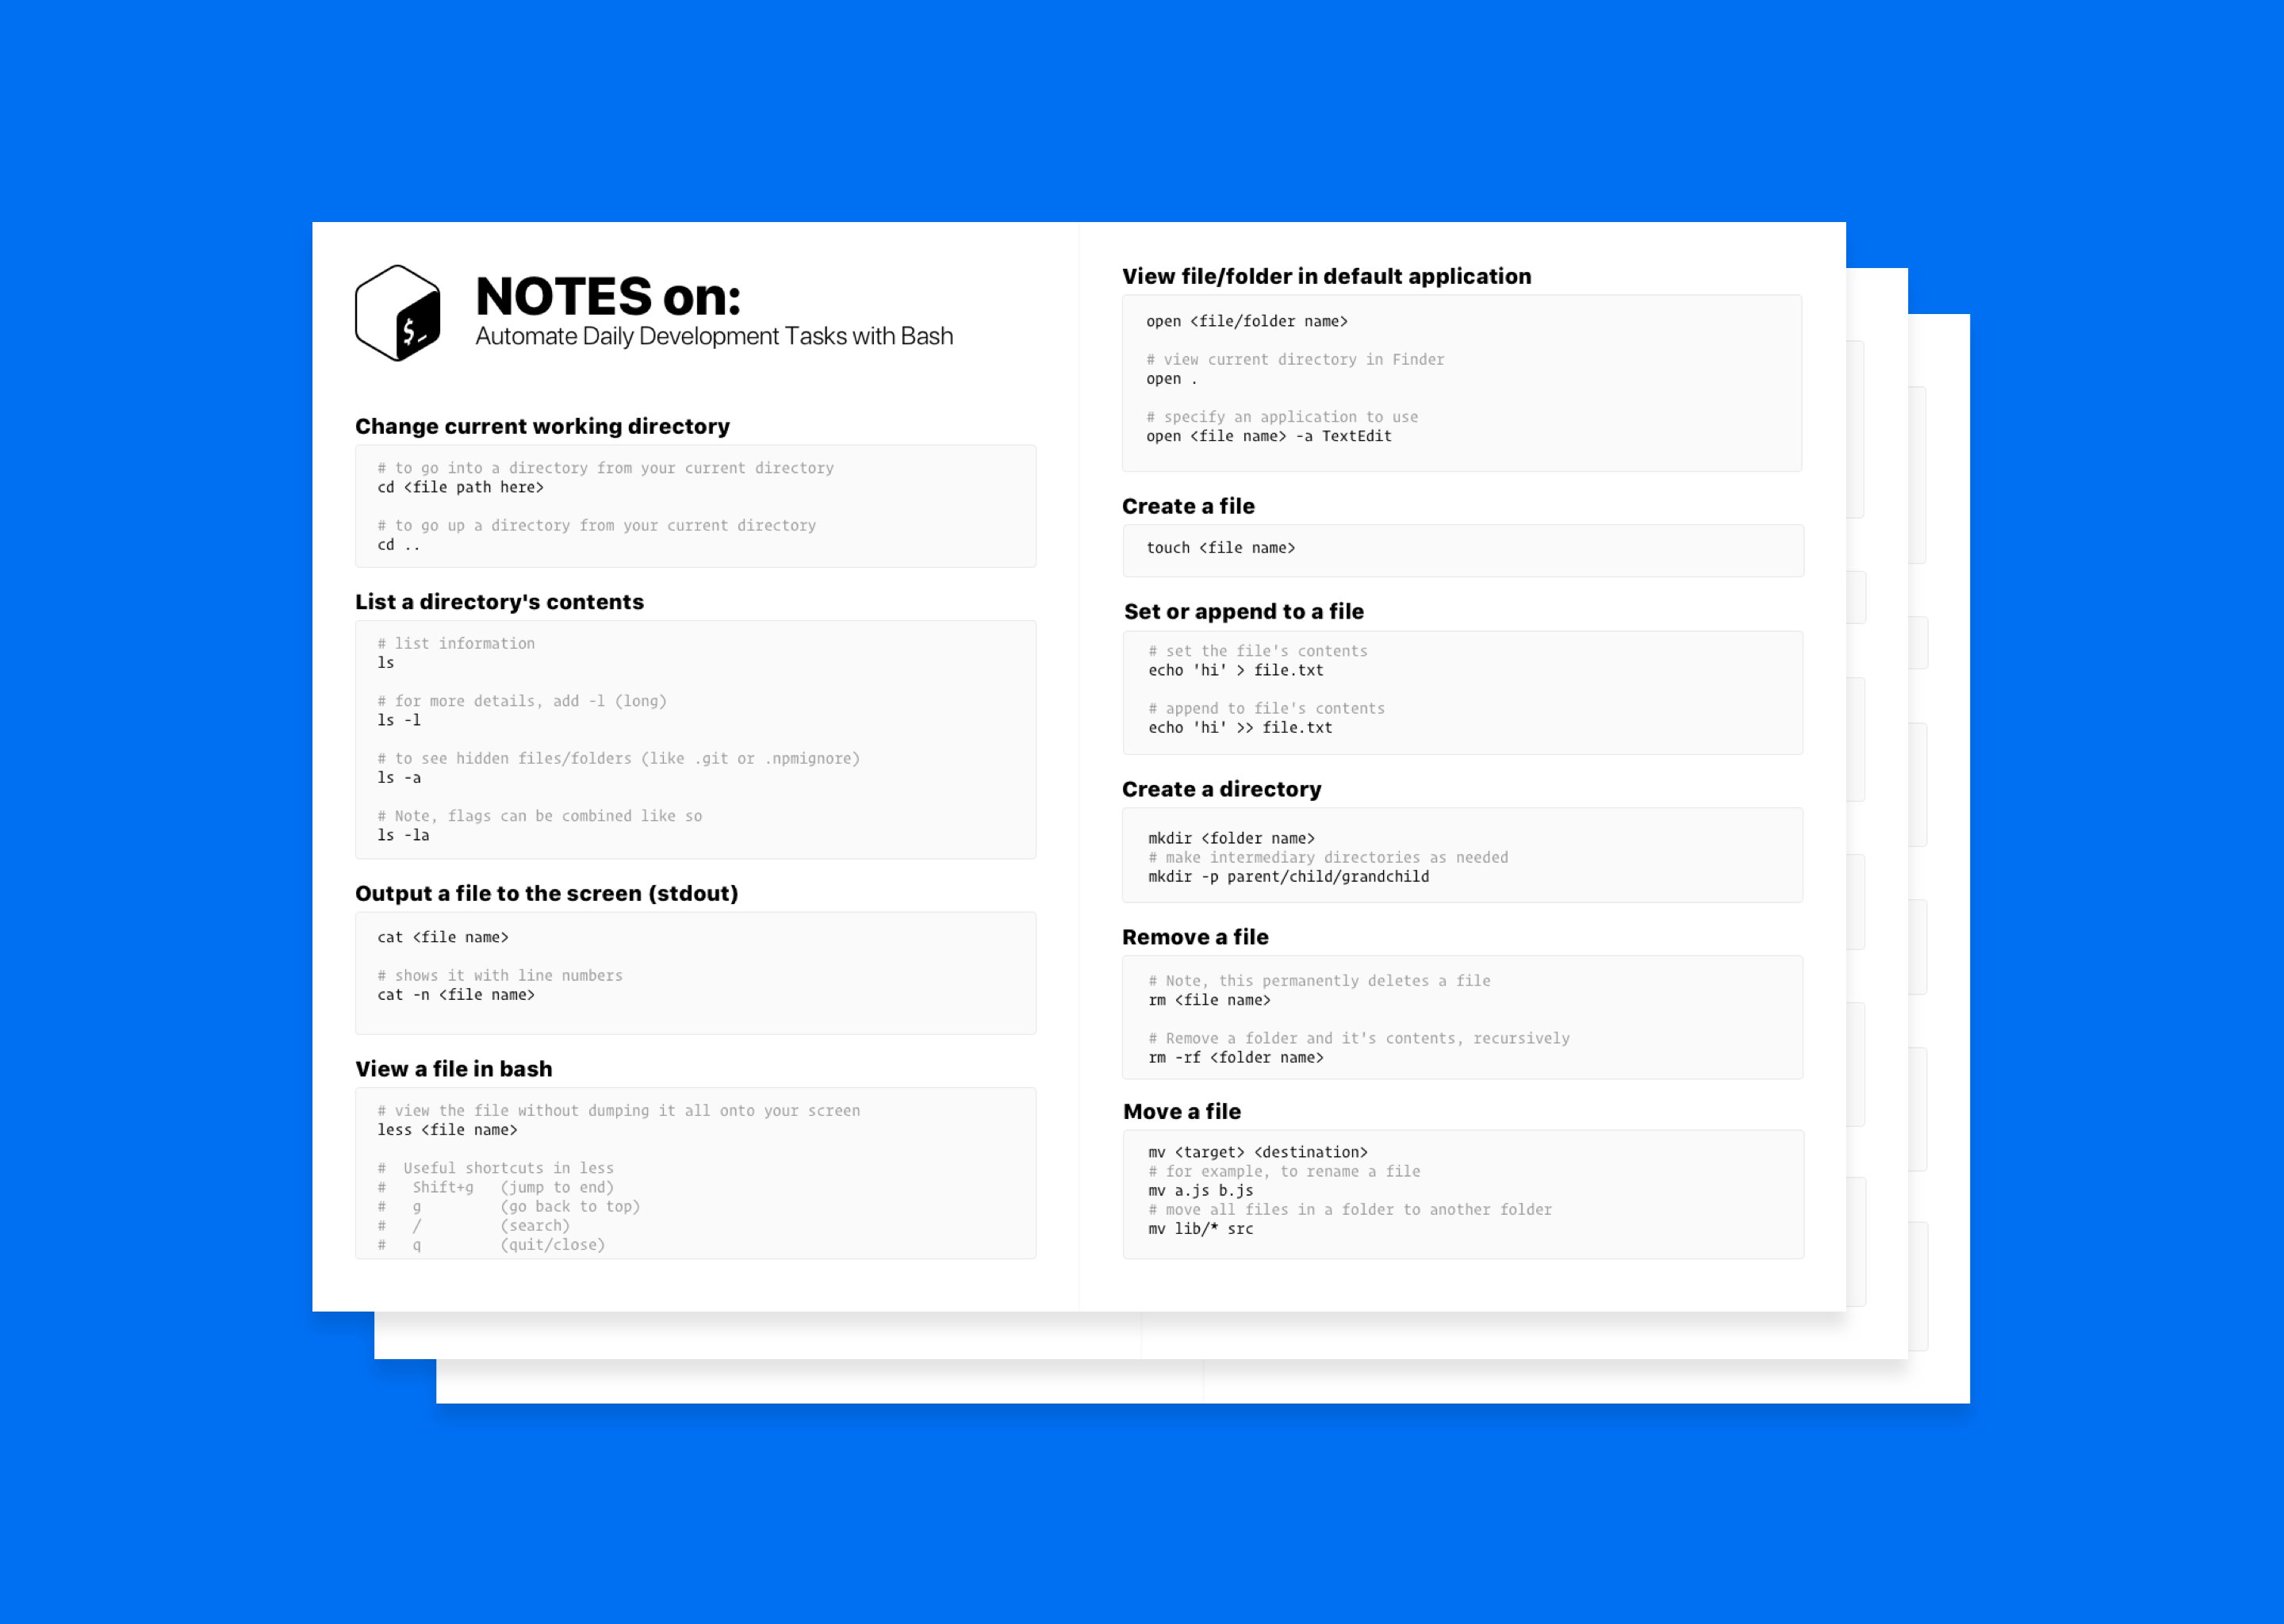 $_
NOTES on:
Automate Daily Development Tasks with Bash
Change current working directory
# to go into a directory from your current directory
cd <file path here>
# to go up a directory from your current directory
cd ..
List a directory's contents
# list information
ls
# for more details, add -l (long)
ls -l
# to see hidden files/folders (like .git or .npmignore)
ls -a
# Note, flags can be combined like so
ls -la
Output a file to the screen (stdout)
cat <file name>
# shows it with line numbers
cat -n <file name>
View a file in bash
# view the file without dumping it all onto your screen
less <file name>
#  Useful shortcuts in less
#   Shift+g   (jump to end)
#   g         (go back to top)
#   /         (search)
#   q         (quit/close)
View file/folder in default application
open <file/folder name>
# view current directory in Finder
open .
# specify an application to use
open <file name> -a TextEdit
Create a file
touch <file name>
Set or append to a file
# set the file's contents
echo 'hi' > file.txt
# append to file's contents
echo 'hi' >> file.txt
Create a directory
mkdir <folder name>
# make intermediary directories as needed
mkdir -p parent/child/grandchild
Remove a file
# Note, this permanently deletes a file
rm <file name>
# Remove a folder and it's contents, recursively
rm -rf <folder name>
Move a file
mv <target> <destination>
# for example, to rename a file
mv a.js b.js
# move all files in a folder to another folder
mv lib/* src